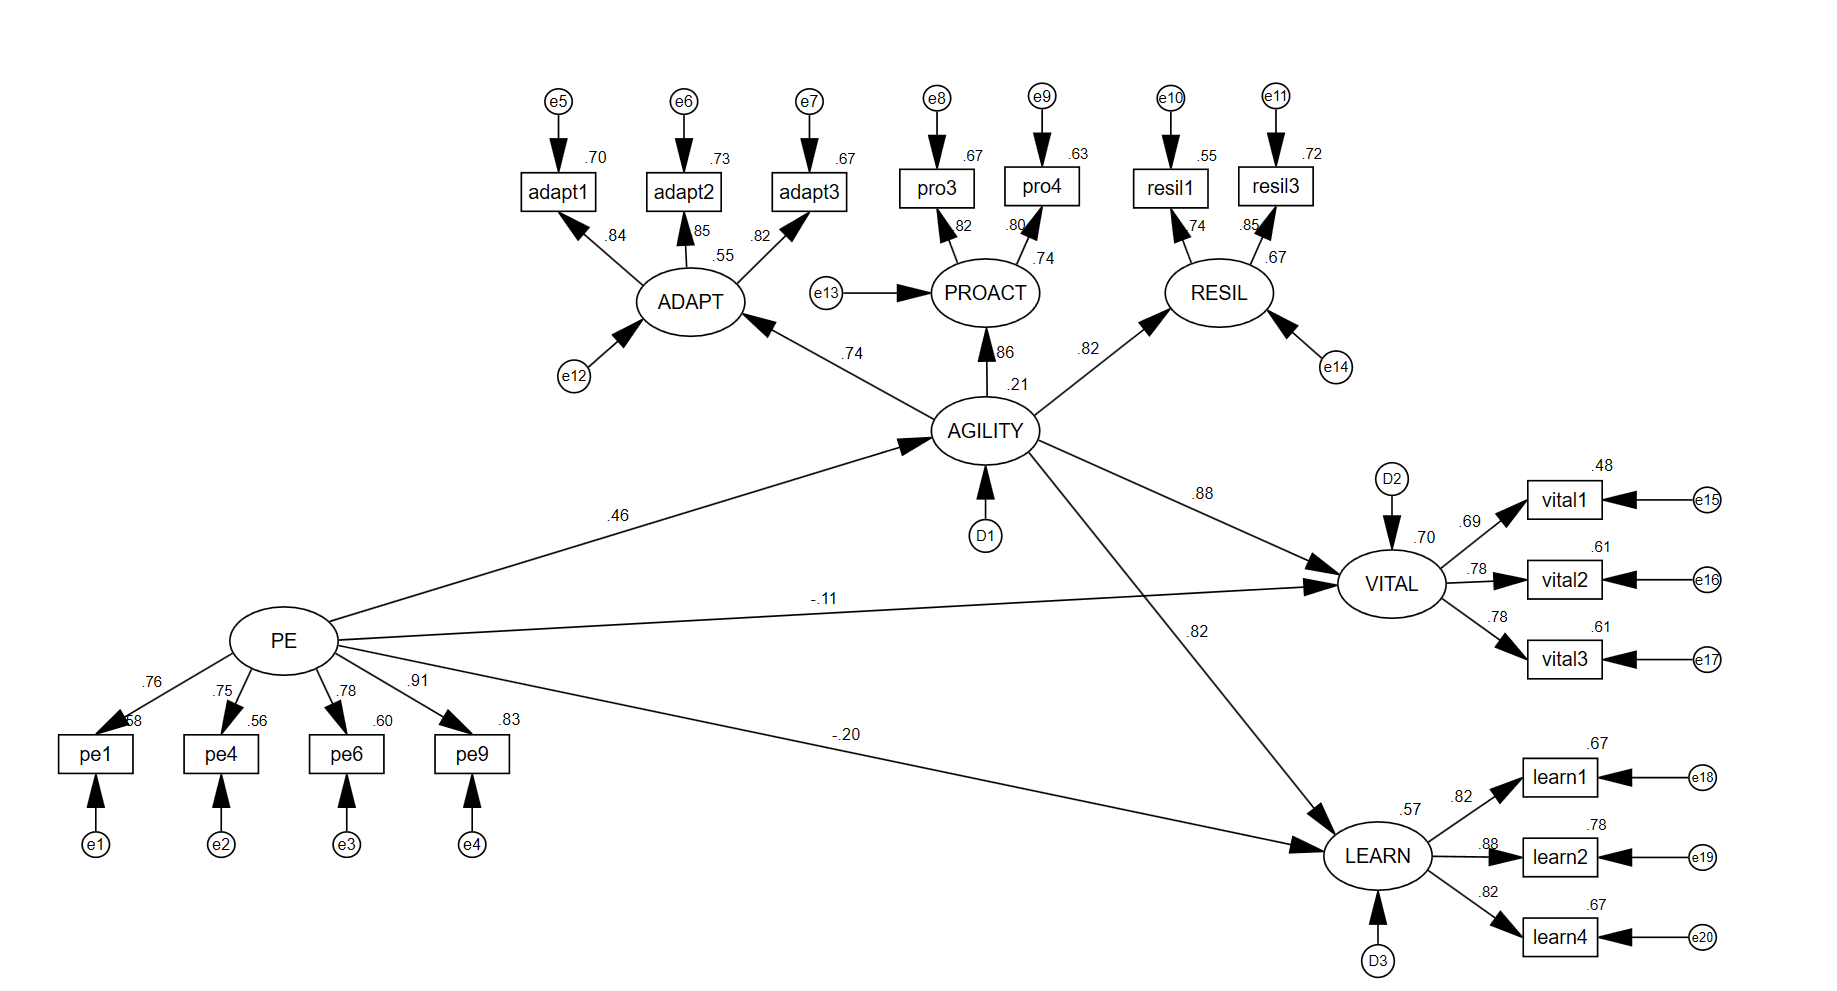 e5
e6
e7
e8
e9
e10
e11
.70
.73
.67
.67
.63
.55
.72
adapt1
adapt2
adapt3
pro3
pro4
resil1
resil3
.84
.85
.82
.82
.80
.74
.85
.55
.74
.67
ADAPT
e13
PROACT
RESIL
e12
.74
.86
.82
e14
.21
AGILITY
D1
.46
.88
D2
.70
VITAL
.48
.69
vital1
e15
.61
.78
vital2
e16
.61
.78
vital3
e17
-.11
.82
PE
.76
.75
.78
.91
.58
.56
.60
.83
pe1
pe4
pe6
pe9
e1
e2
e3
e4
-.20
.57
LEARN
D3
.67
.82
learn1
e18
.78
.88
learn2
e19
.67
.82
learn4
e20